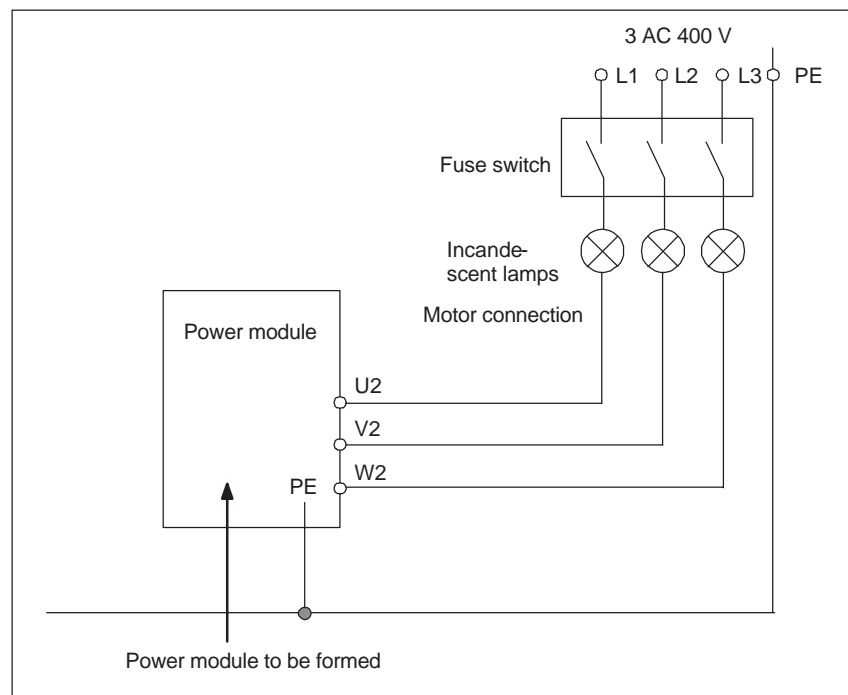 3 AC 400 V
L1
L2
L3
PE
Fuse switch
Incande-
scent lamps
Motor connection
Power module
U2
V2
W2
PE
Power module to be formed